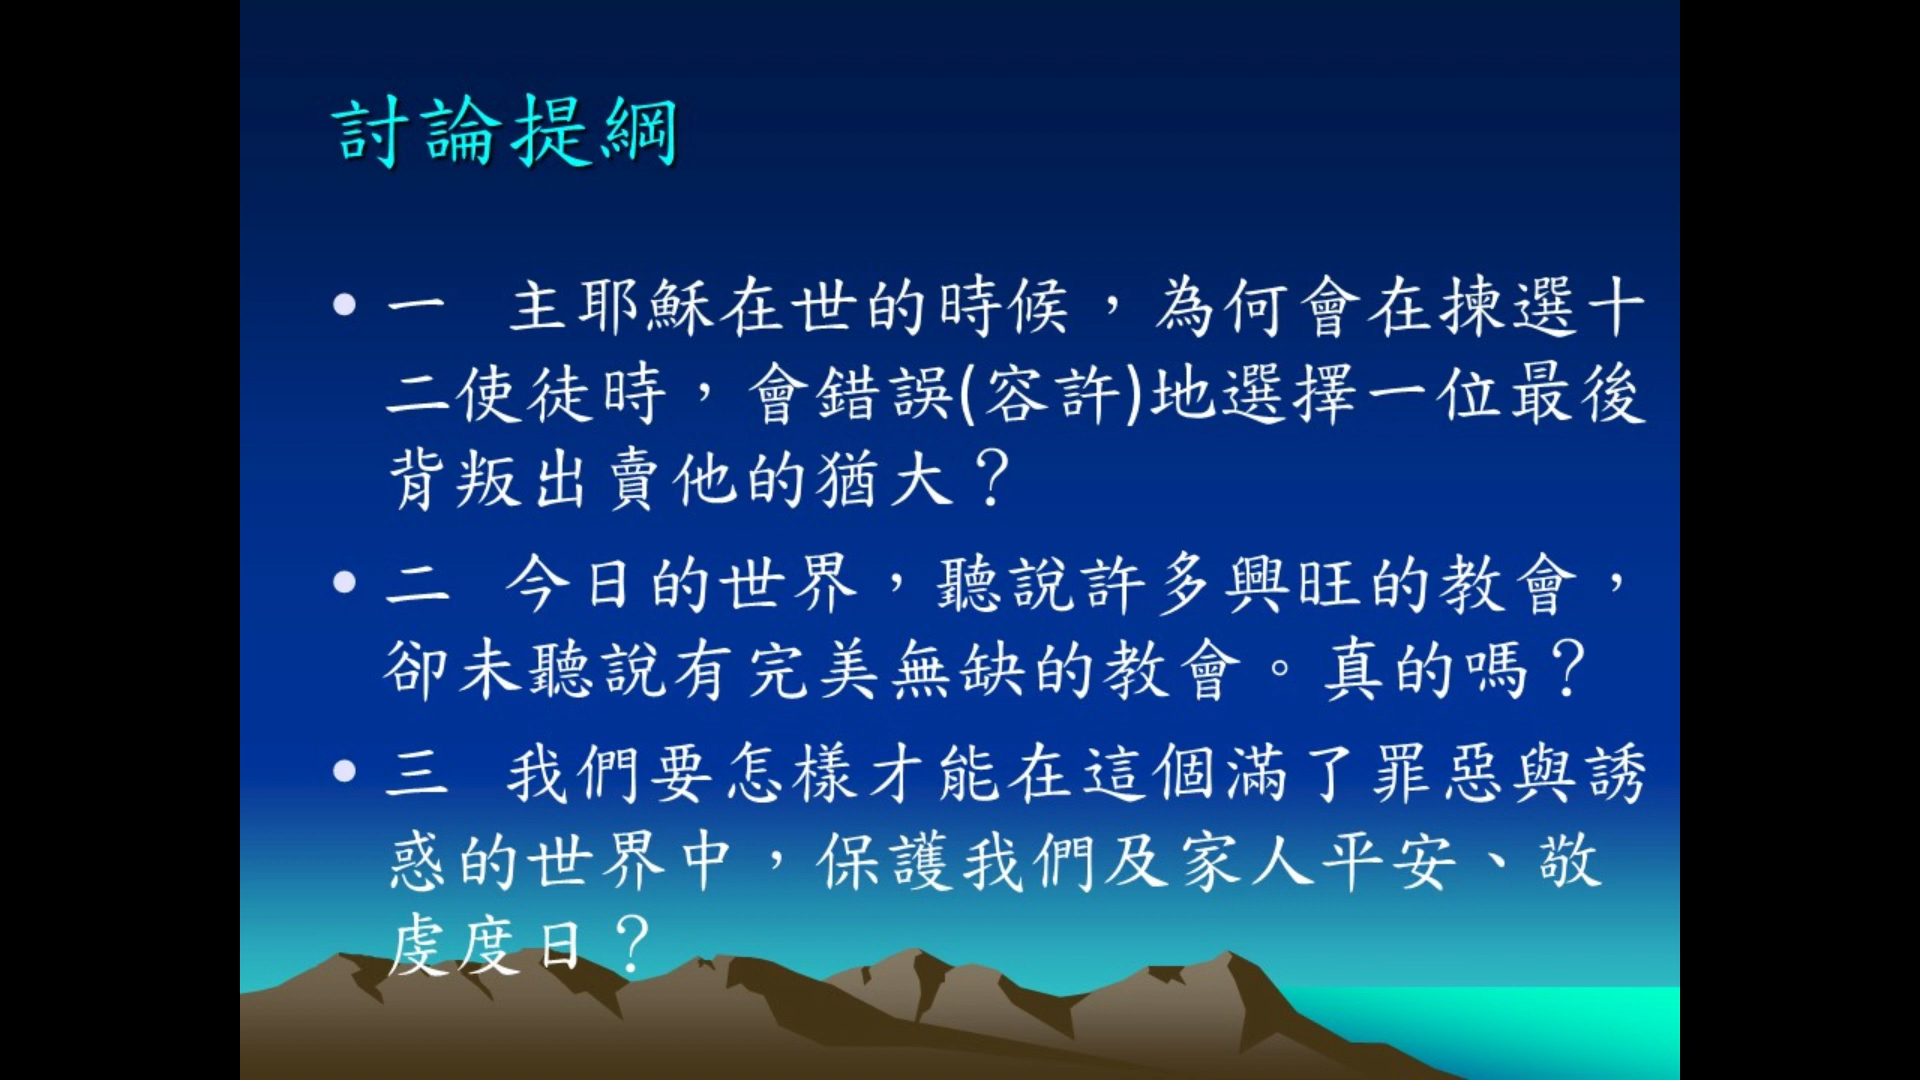 討論提綱
• 一 主耶穌在世的時候，為何會在揀選十
二使徒時，會錯誤(容許)地選擇一位最後
背叛出賣他的猶大？
• 二 今日的世界，聽說許多興旺的教會，
卻未聽說有完美無缺的教會。真的嗎？
• 三 我們要怎樣才能在這個滿了罪惡與誘
惑的世界中，保護我們及家人平安、敬
虔度日？